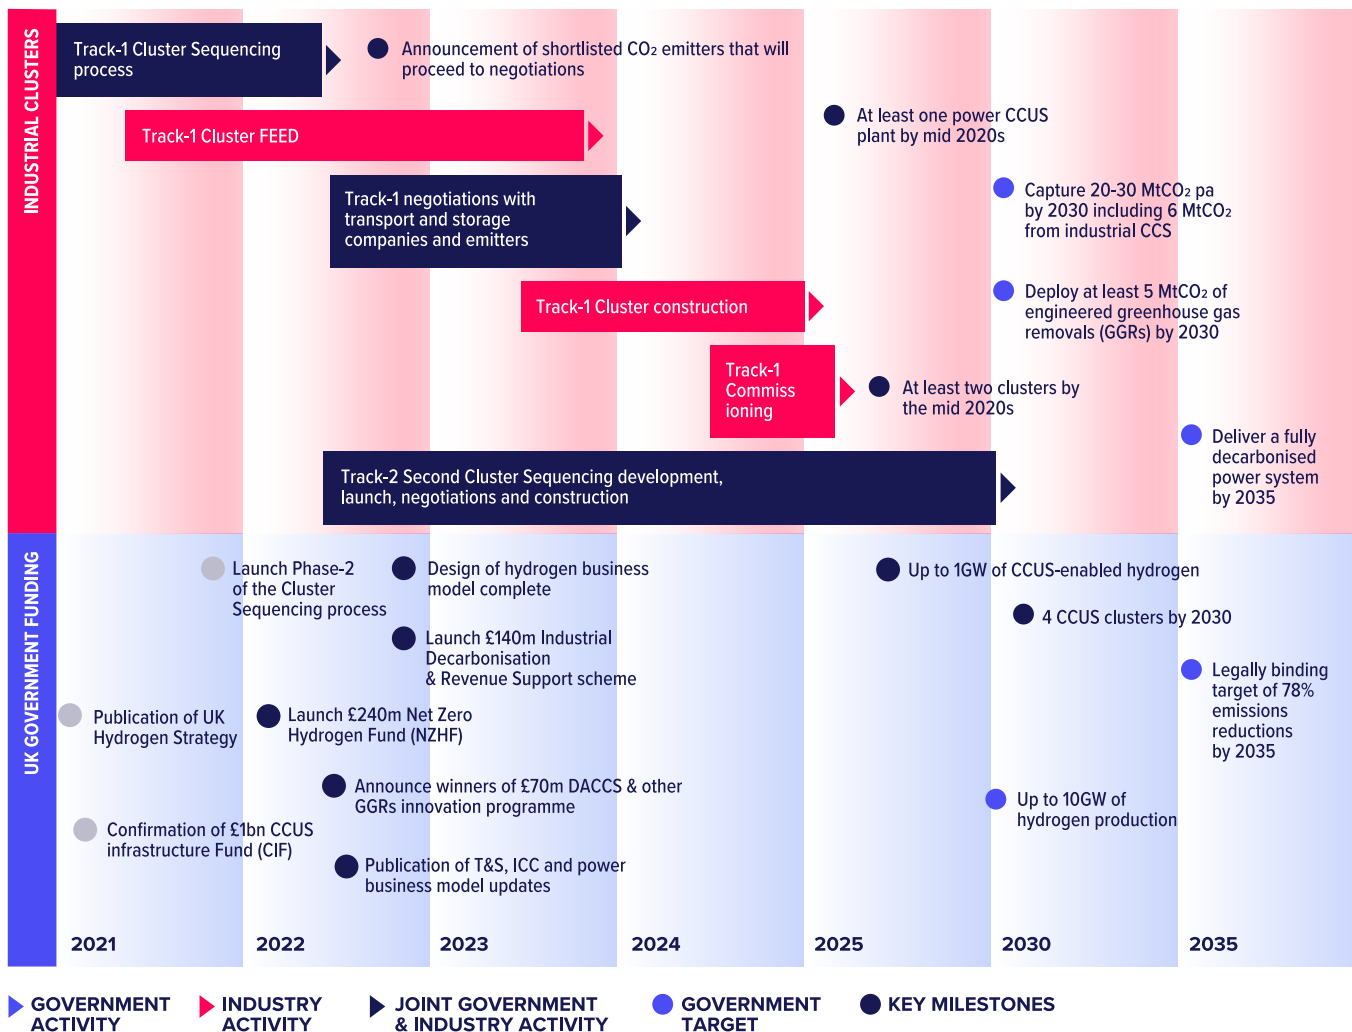 INDUSTRIAL CLUSTERS
Track-1 Cluster Sequencing
process
Announcement of shortlisted CO₂ emitters that will
proceed to negotiations
Track-1 Cluster FEED
At least one power CCUS
plant by mid 2020s
Track-1 negotiations with
transport and storage
companies and emitters
Capture 20-30 MtCO₂ pa
by 2030 including 6 MtCO₂
from industrial CCS
Track-1 Cluster construction
Deploy at least 5 MtCO₂ of
engineered greenhouse gas
removals (GGRs) by 2030
Track-1
Commiss
ioning
At least two clusters by
the mid 2020s
Deliver a fully
decarbonised
power system
by 2035
Track-2 Second Cluster Sequencing development,
launch, negotiations and construction
UK GOVERNMENT FUNDING
Launch Phase-2
of the Cluster
Sequencing process
Design of hydrogen business
model complete
Up to 1GW of CCUS-enabled hydrogen
4 CCUS clusters by 2030
Launch £140m Industrial
Decarbonisation
& Revenue Support scheme
Legally binding
target of 78%
emissions
reductions
by 2035
Publication of UK
Hydrogen Strategy
Launch £240m Net Zero
Hydrogen Fund (NZHF)
Announce winners of £70m DACCS & other
GGRs innovation programme
Up to 10GW of
hydrogen production
Confirmation of £1bn CCUS
infrastructure Fund (CIF)
Publication of T&S, ICC and power
business model updates
2021
2022
2023
2024
2025
2030
2035
GOVERNMENT
ACTIVITY
INDUSTRY
ACTIVITY
JOINT GOVERNMENT
& INDUSTRY ACTIVITY
GOVERNMENT
TARGET
KEY MILESTONES